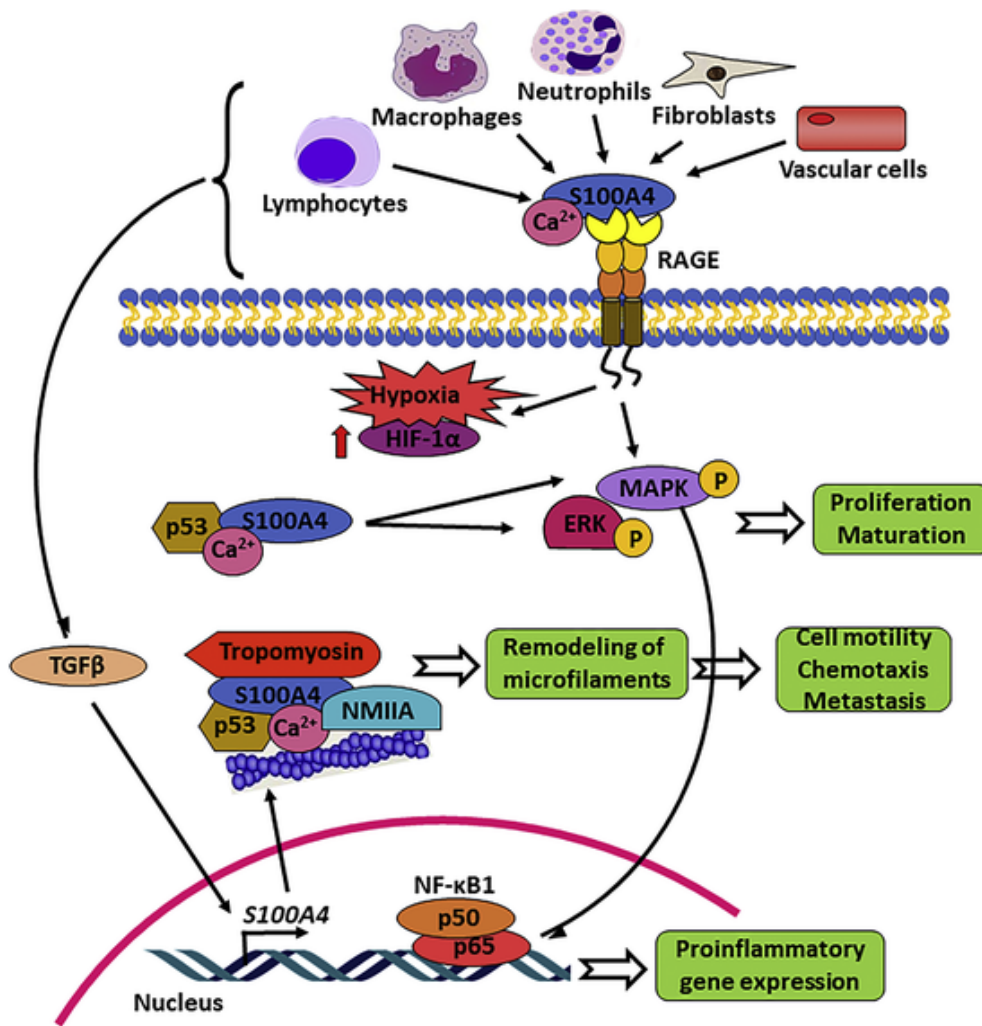 Macrophages
Neutrophils
Fibroblasts
Vascular cells
Lymphocytes
S100A4
Ca2+
RAGE
Hypoxia
HIF-1α
p53
S100A4
Ca2+
MAPK
P
ERK
P
Proliferation
Maturation
TGFβ
Tropomyosin
S100A4
p53
Ca2+
NMIIA
Remodeling of
microfilaments
Cell motility
Chemotaxis
Metastasis
S100A4
NF-κB1
p50
p65
Nucleus
Proinflammatory
gene expression